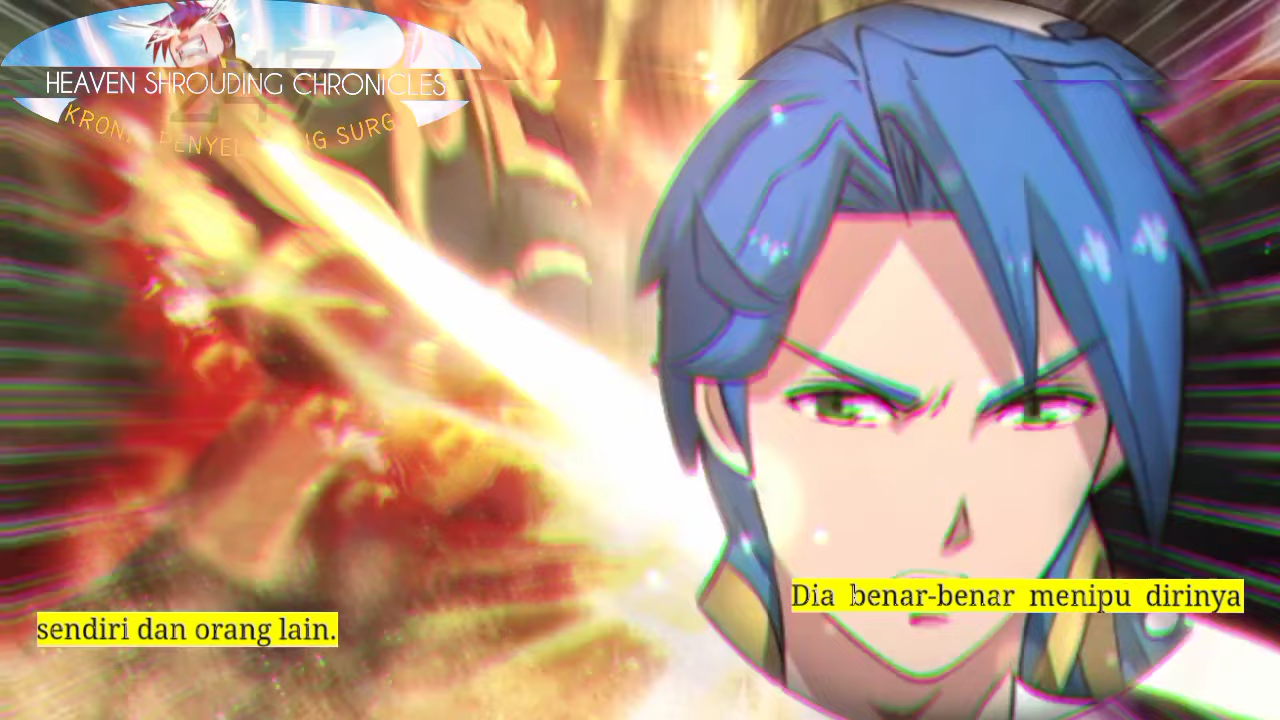 HEAVEN SHROUDING CHRONICLES
Dia benar-benar menipu dirinya
sendiri dan orang lain.